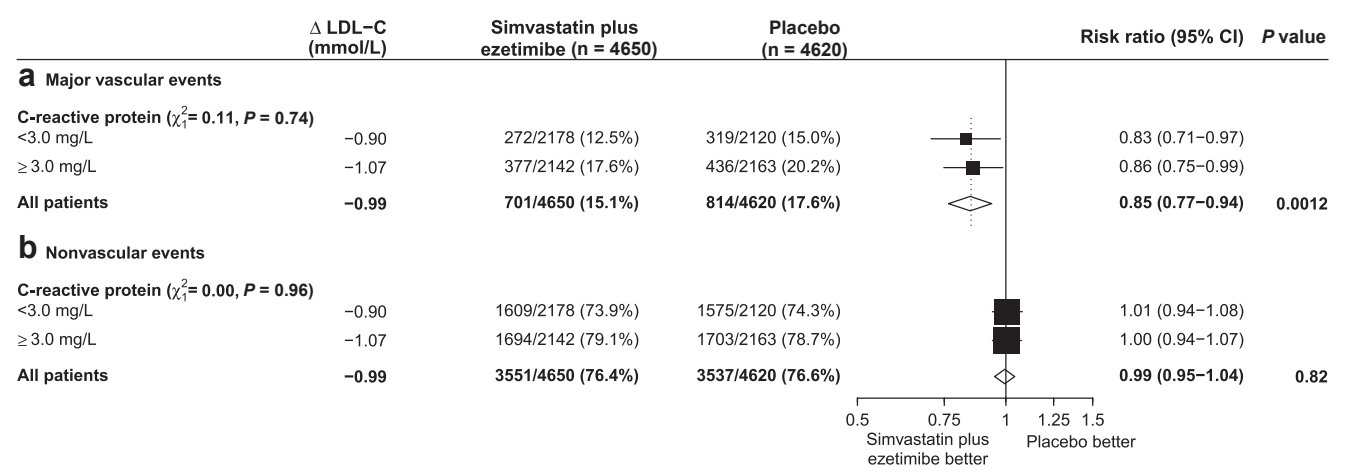 Δ LDL−C (mmol/L) Simvastatin plus ezetimibe (n = 4650) Placebo (n = 4620) Risk ratio (95% CI) P value
a Major vascular events
C-reactive protein (χ²₁= 0.11, P = 0.74)
<3.0 mg/L −0.90 272/2178 (12.5%) 319/2120 (15.0%) 0.83 (0.71−0.97)
≥ 3.0 mg/L −1.07 377/2142 (17.6%) 436/2163 (20.2%) 0.86 (0.75−0.99)
All patients −0.99 701/4650 (15.1%) 814/4620 (17.6%) 0.85 (0.77−0.94) 0.0012
b Nonvascular events
C-reactive protein (χ²₁= 0.00, P = 0.96)
<3.0 mg/L −0.90 1609/2178 (73.9%) 1575/2120 (74.3%) 1.01 (0.94−1.08)
≥ 3.0 mg/L −1.07 1694/2142 (79.1%) 1703/2163 (78.7%) 1.00 (0.94−1.07)
All patients −0.99 3551/4650 (76.4%) 3537/4620 (76.6%) 0.99 (0.95−1.04) 0.82
0.5 0.75 1 1.25 1.5
Simvastatin plus ezetimibe better Placebo better